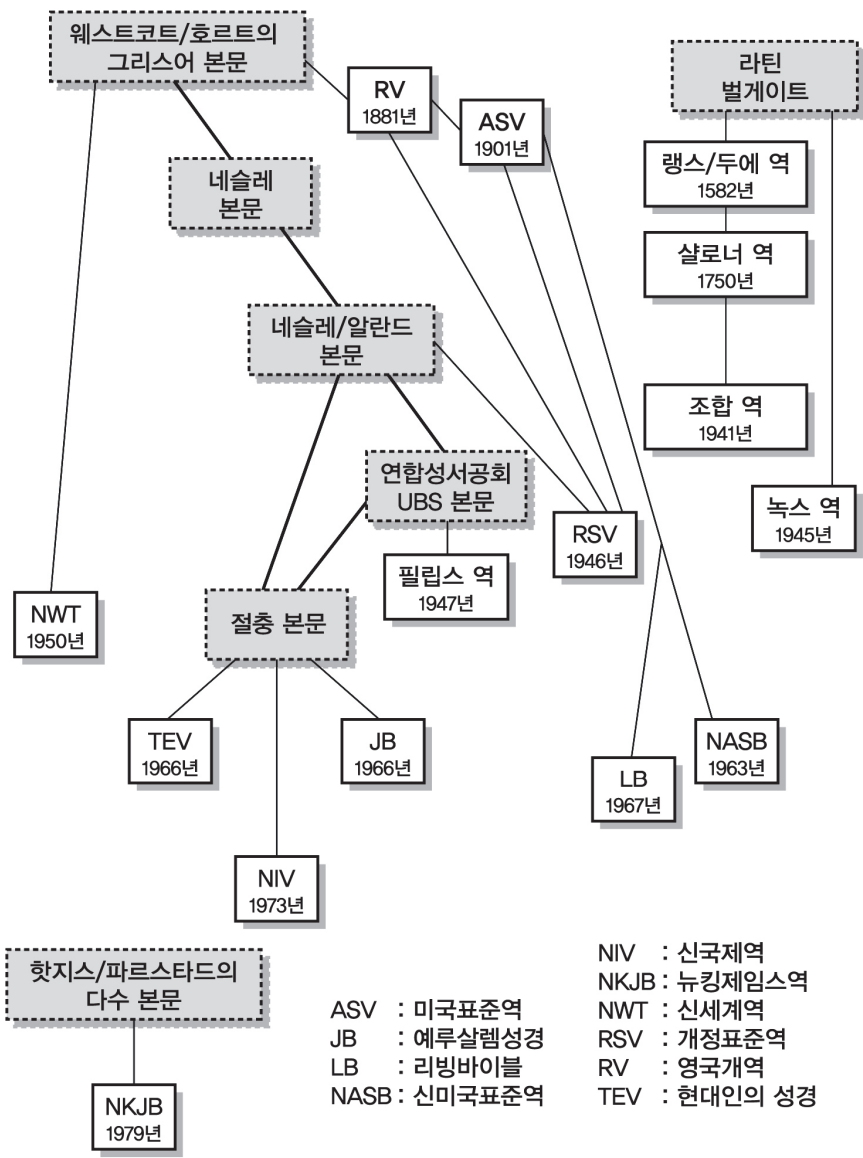 웨스트코트/호르트의
그리스어 본문
RV
1881년
ASV
1901년
라틴
벌게이트
네슬레
본문
랭스/두에 역
1582년
샬로너 역
1750년
네슬레/알란드
본문
조합 역
1941년
연합성서공회
UBS 본문
녹스 역
1945년
RSV
1946년
필립스 역
1947년
NWT
1950년
절충 본문
TEV
1966년
JB
1966년
NASB
1963년
LB
1967년
NIV
1973년
핫지스/파르스타드의
다수 본문
NKJB
1979년
ASV : 미국표준역
JB : 예루살렘성경
LB : 리빙바이블
NASB : 신미국표준역
NIV : 신국제역
NKJB : 뉴킹제임스역
NWT : 신세계역
RSV : 개정표준역
RV : 영국개역
TEV : 현대인의 성경